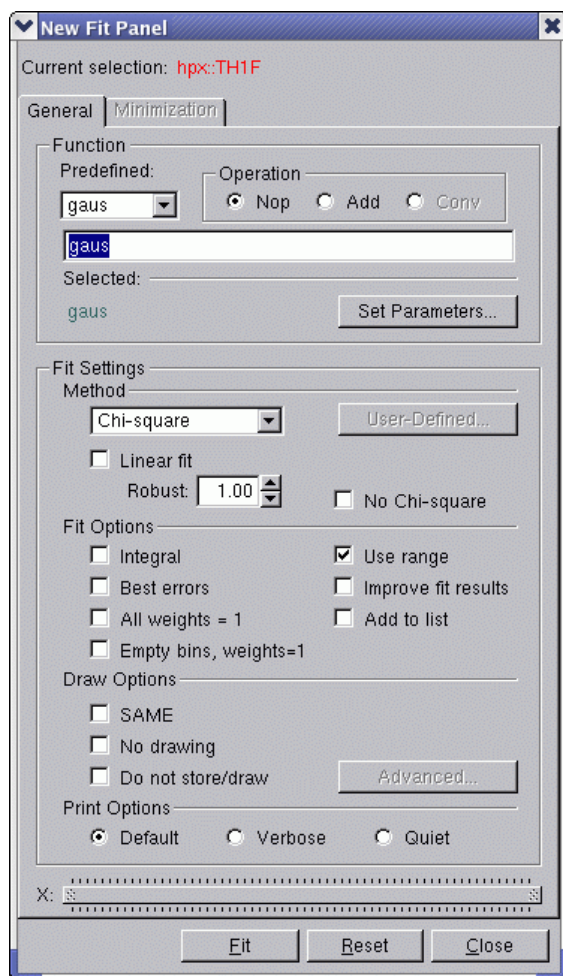 New Fit Panel
Current selection: hpx::TH1F
General Minimization
Function
Predefined:
Operation
gaus
Nop Add Conv
gaus
Selected:
gaus
Set Parameters...
Fit Settings
Method
Chi-square
User-Defined...
Linear fit
Robust: 1.00
No Chi-square
Fit Options
Integral
Use range
Best errors
Improve fit results
All weights = 1
Add to list
Empty bins, weights=1
Draw Options
SAME
No drawing
Do not store/draw
Advanced...
Print Options
Default Verbose Quiet
X:
Fit Reset Close